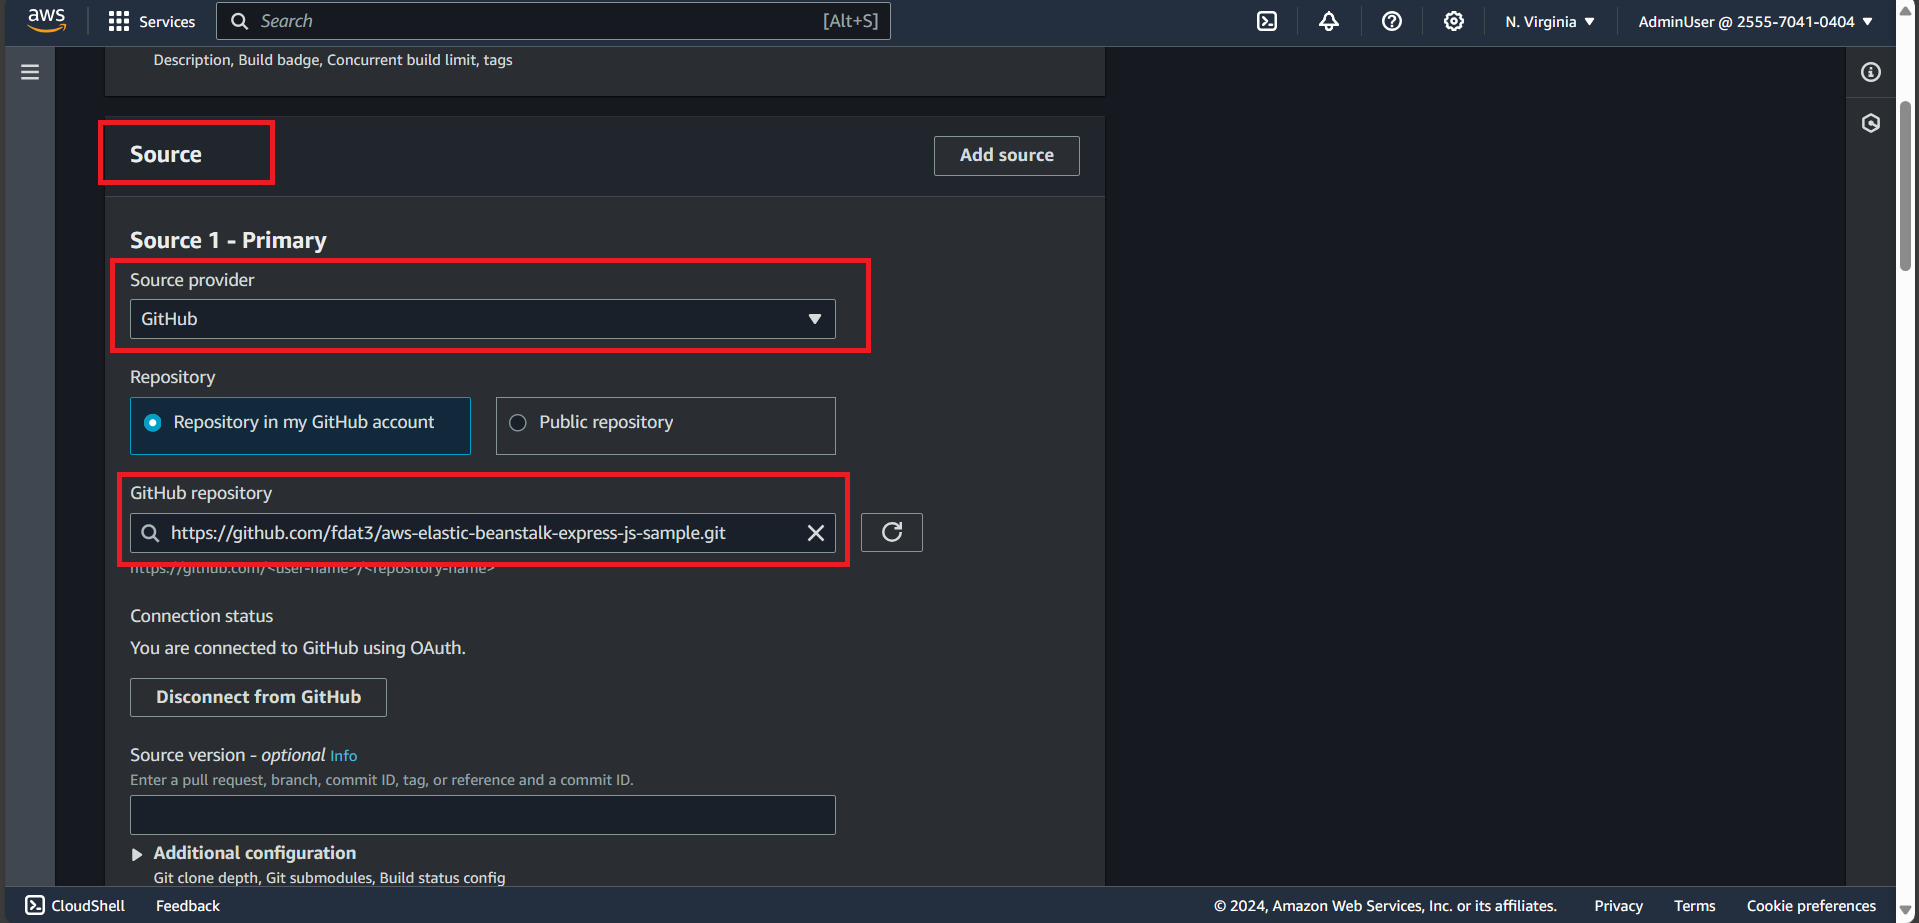 aws
Services
Search
[Alt+S]
N. Virginia
AdminUser @ 2555-7041-0404
Description, Build badge, Concurrent build limit, tags
Source
Add source
Source 1 - Primary
Source provider
GitHub
Repository
Repository in my GitHub account
Public repository
GitHub repository
https://github.com/fdat3/aws-elastic-beanstalk-express-js-sample.git
https://github.com/<user-name>/<repository-name>
Connection status
You are connected to GitHub using OAuth.
Disconnect from GitHub
Source version - optional Info
Enter a pull request, branch, commit ID, tag, or reference and a commit ID.
Additional configuration
Git clone depth, Git submodules, Build status config
CloudShell
Feedback
© 2024, Amazon Web Services, Inc. or its affiliates.
Privacy
Terms
Cookie preferences